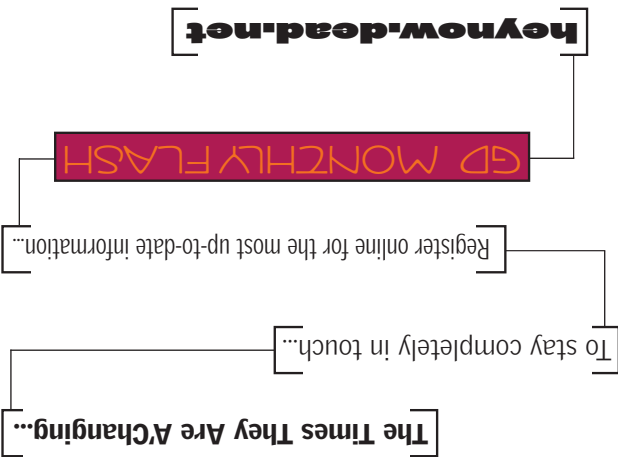 The Times They Are A'Changing...
To stay completely in touch...
Register online for the most up-to-date information...
GD MONTHLY FLASH
heynow.dead.net